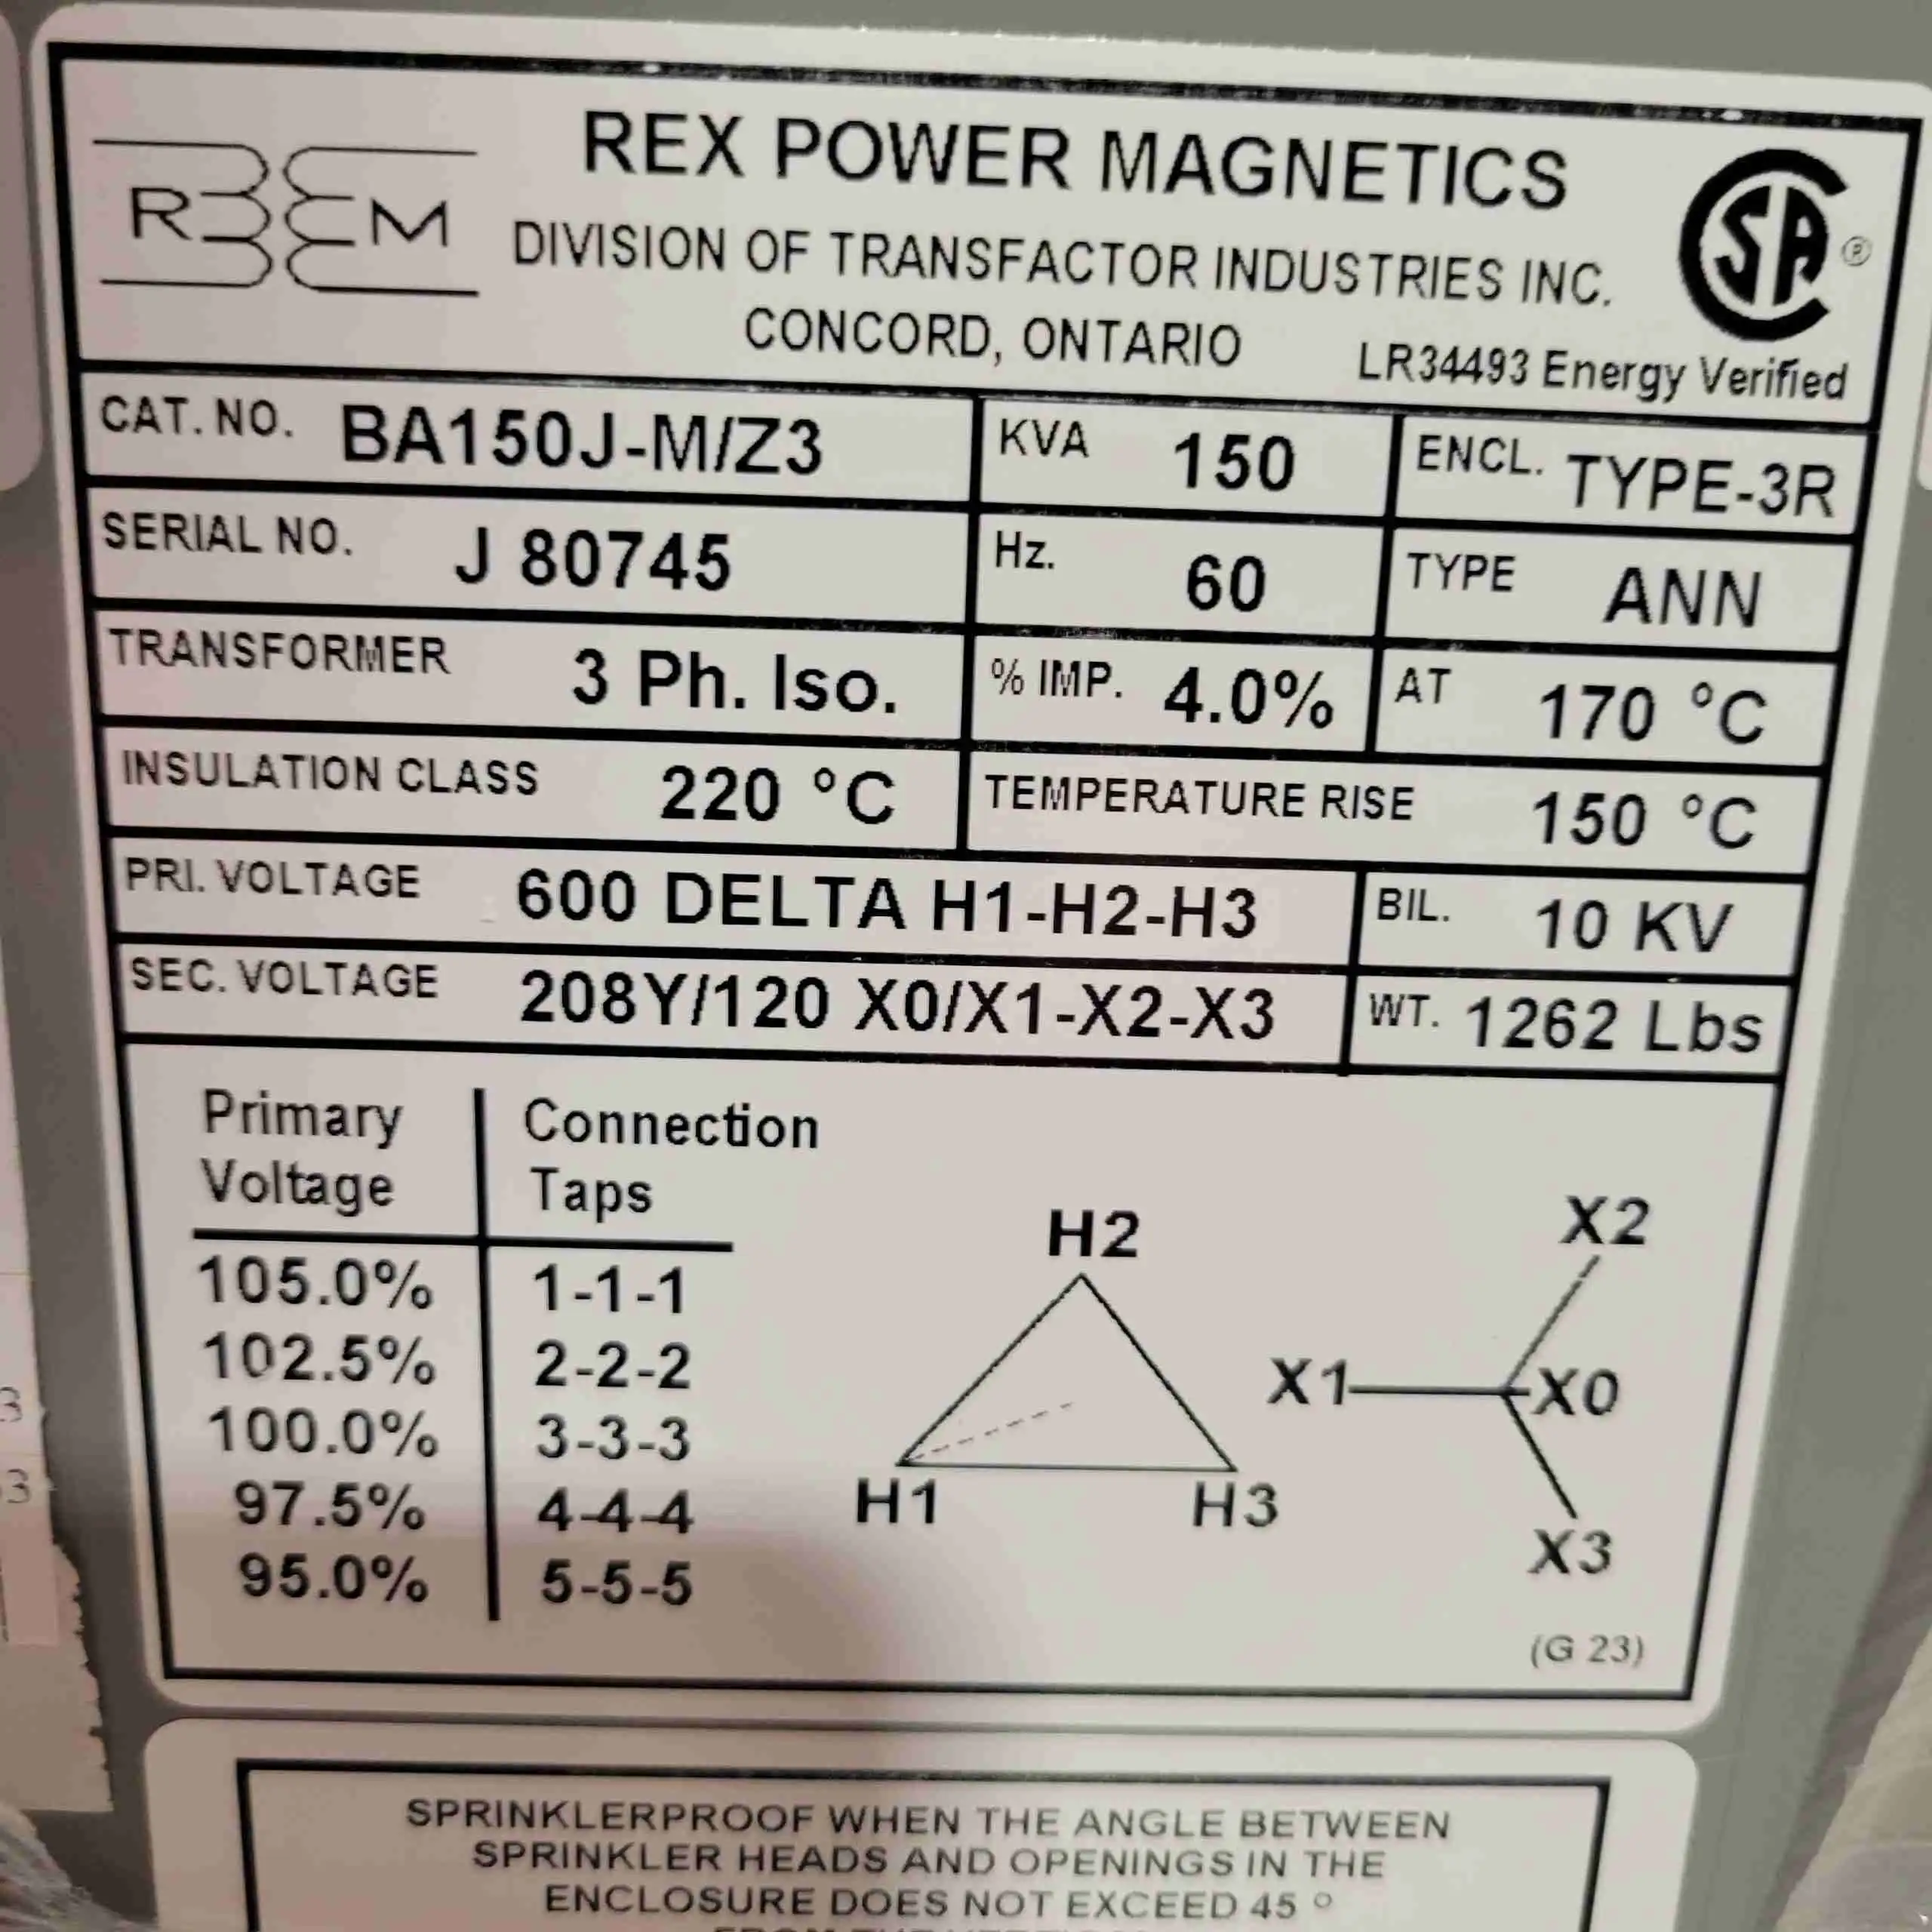 R M
REX POWER MAGNETICS
DIVISION OF TRANSFACTOR INDUSTRIES INC.
CONCORD, ONTARIO
SA ®
LR34493 Energy Verified
CAT. NO. BA150J-M/Z3 KVA 150 ENCL. TYPE-3R
SERIAL NO. J 80745 Hz. 60 TYPE ANN
TRANSFORMER 3 Ph. Iso. % IMP. 4.0% AT 170 °C
INSULATION CLASS 220 °C TEMPERATURE RISE 150 °C
PRI. VOLTAGE 600 DELTA H1-H2-H3 BIL. 10 KV
SEC. VOLTAGE 208Y/120 X0/X1-X2-X3 WT. 1262 Lbs
Primary Connection
Voltage Taps
105.0% 1-1-1
102.5% 2-2-2
100.0% 3-3-3
97.5% 4-4-4
95.0% 5-5-5
H2
H1 H3
X2
X1 X0
X3
(G 23)
3
3
SPRINKLERPROOF WHEN THE ANGLE BETWEEN
SPRINKLER HEADS AND OPENINGS IN THE
ENCLOSURE DOES NOT EXCEED 45 °